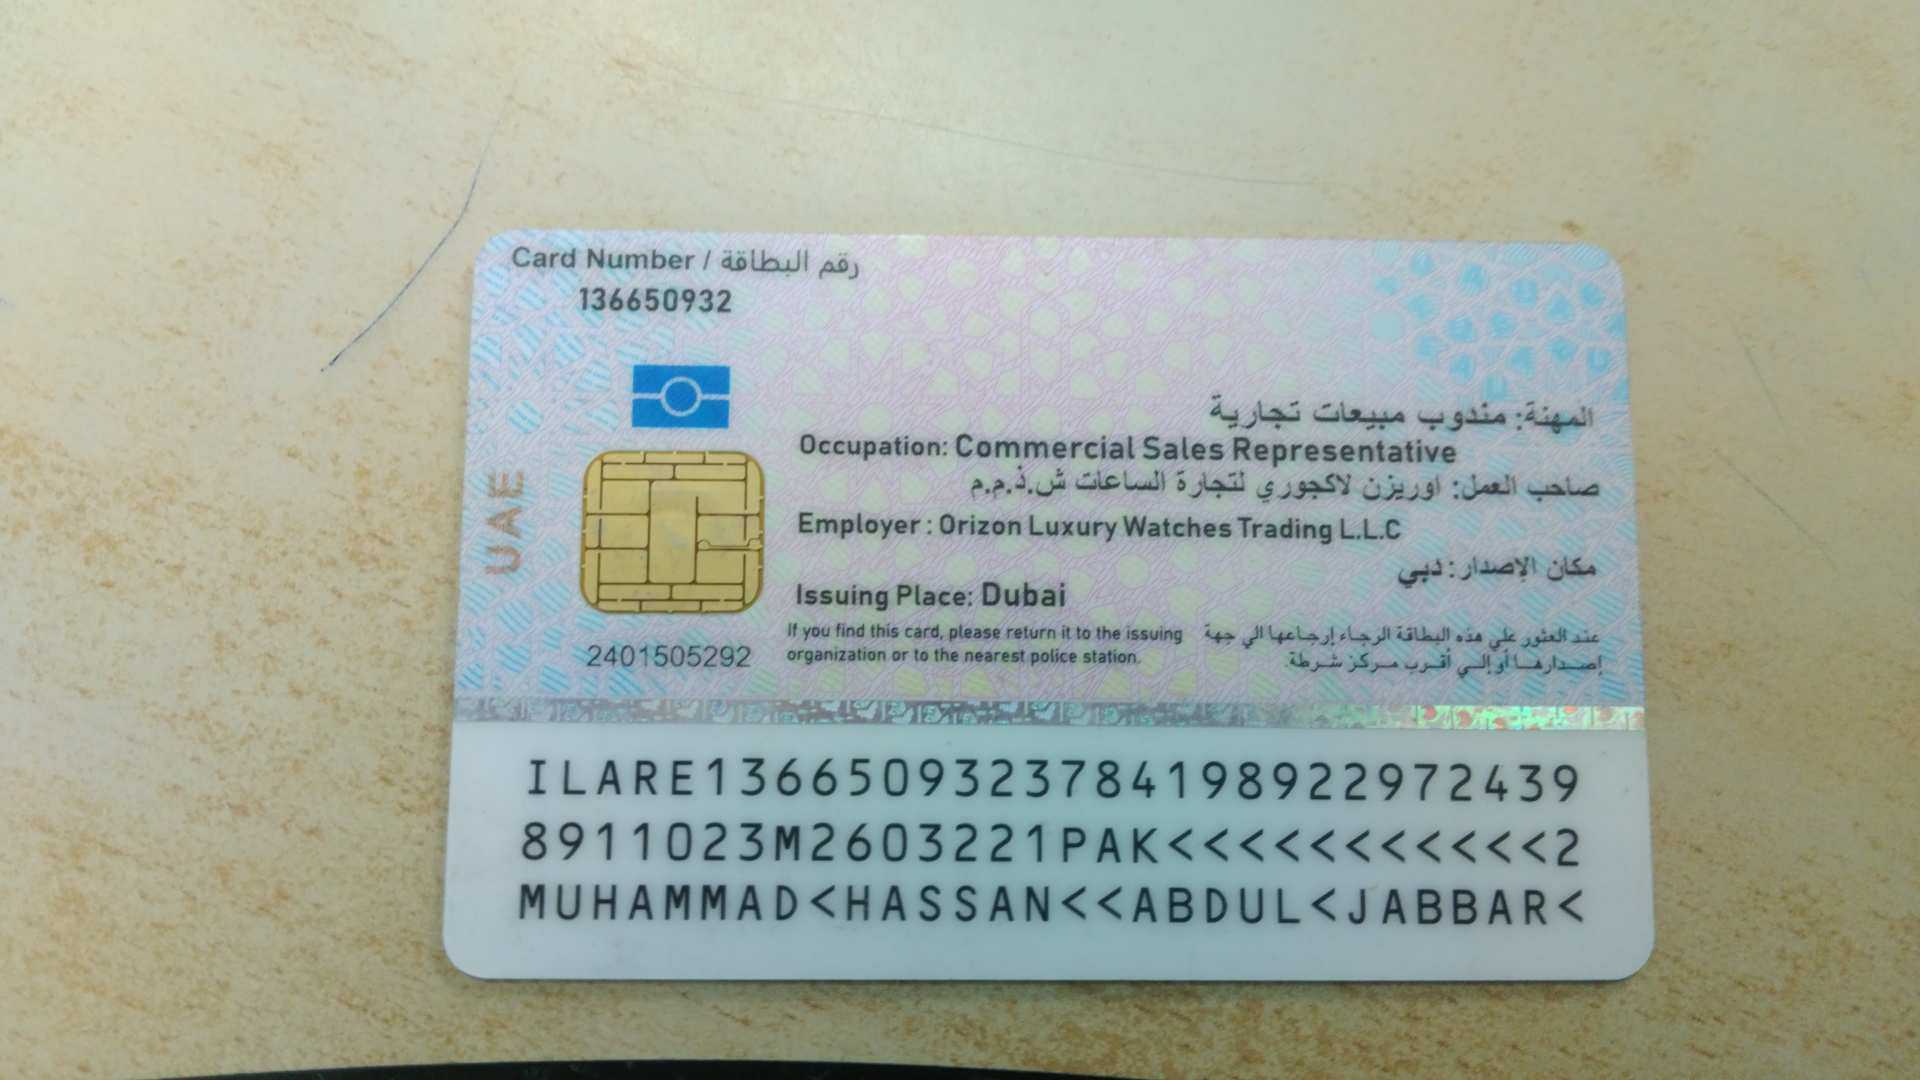 Card Number / رقم البطاقة
136650932
المهنة: مندوب مبيعات تجارية
Occupation: Commercial Sales Representative
صاحب العمل: اوريزن لاكجوري لتجارة الساعات ش.ذ.م.م
Employer : Orizon Luxury Watches Trading L.L.C
مكان الإصدار: دبي
Issuing Place: Dubai
UAE
If you find this card, please return it to the issuing
organization or to the nearest police station.
عند العثور علي هذه البطاقة الرجاء إرجاعها الي جهة
إصدارها أو إلي أقرب مركز شرطة.
2401505292
ILARE1366509323784198922972439
8911023M2603221PAK<<<<<<<<<<<2
MUHAMMAD<HASSAN<<ABDUL<JABBAR<